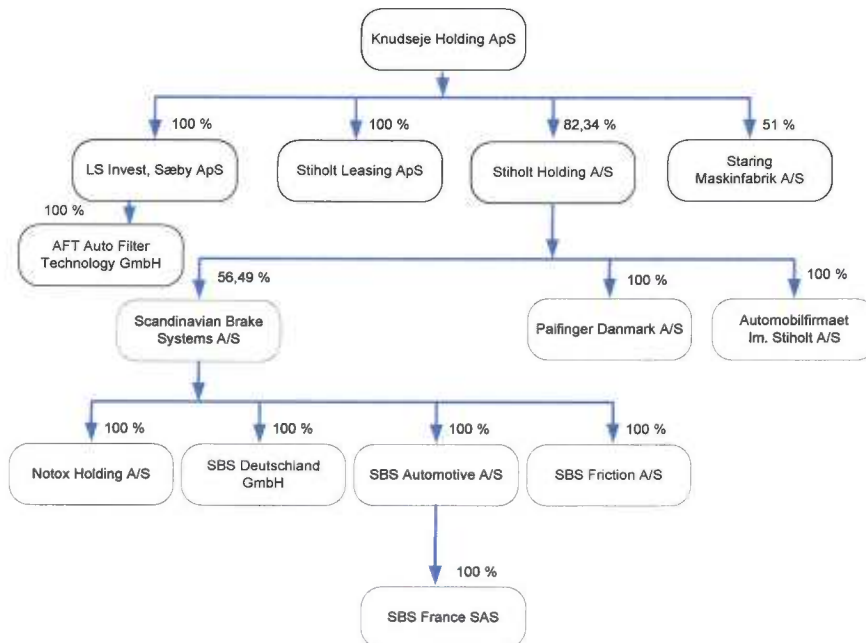 Knudseje Holding ApS
100 %
100 %
82,34 %
51 %
LS Invest, Sæby ApS
Stiholt Leasing ApS
Stiholt Holding A/S
Staring
Maskinfabrik A/S
100 %
AFT Auto Filter
Technology GmbH
56,49 %
100 %
100 %
Scandinavian Brake
Systems A/S
Palfinger Danmark A/S
Automobilfirmaet
Im. Stiholt A/S
100 %
100 %
100 %
100 %
Notox Holding A/S
SBS Deutschland
GmbH
SBS Automotive A/S
SBS Friction A/S
100 %
SBS France SAS